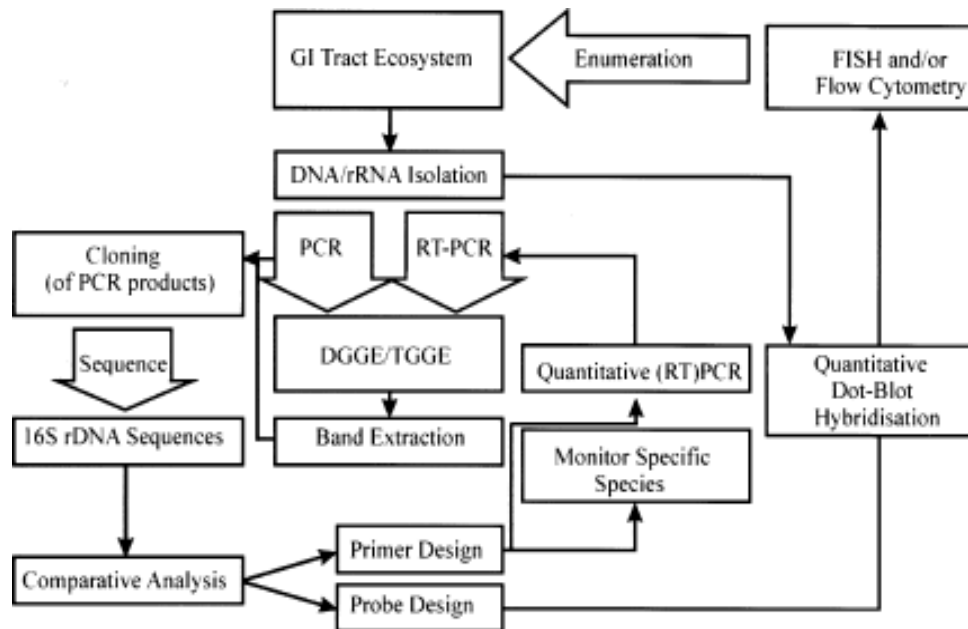 GI Tract Ecosystem
Enumeration
FISH and/or
Flow Cytometry
DNA/rRNA Isolation
PCR
RT-PCR
Cloning
(of PCR products)
DGGE/TGGE
Sequence
Quantitative (RT)PCR
Quantitative
Dot-Blot
Hybridisation
16S rDNA Sequences
Band Extraction
Monitor Specific
Species
Primer Design
Comparative Analysis
Probe Design